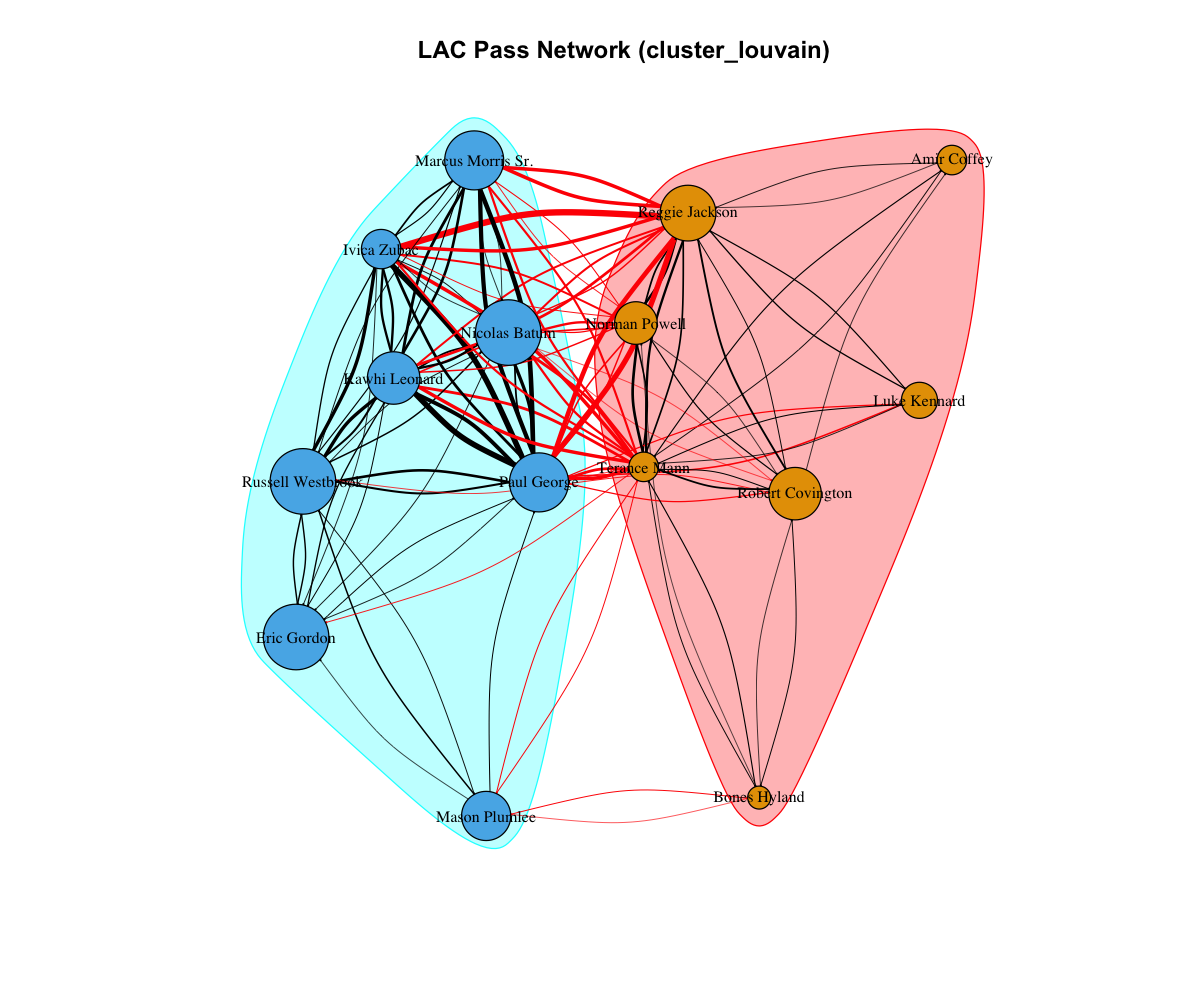 LAC Pass Network (cluster_louvain)
Marcus Morris Sr.
Amir Coffey
Reggie Jackson
Ivica Zubac
Norman Powell
Nicolas Batum
Kawhi Leonard
Luke Kennard
Terance Mann
Russell Westbrook
Paul George
Robert Covington
Eric Gordon
Bones Hyland
Mason Plumlee